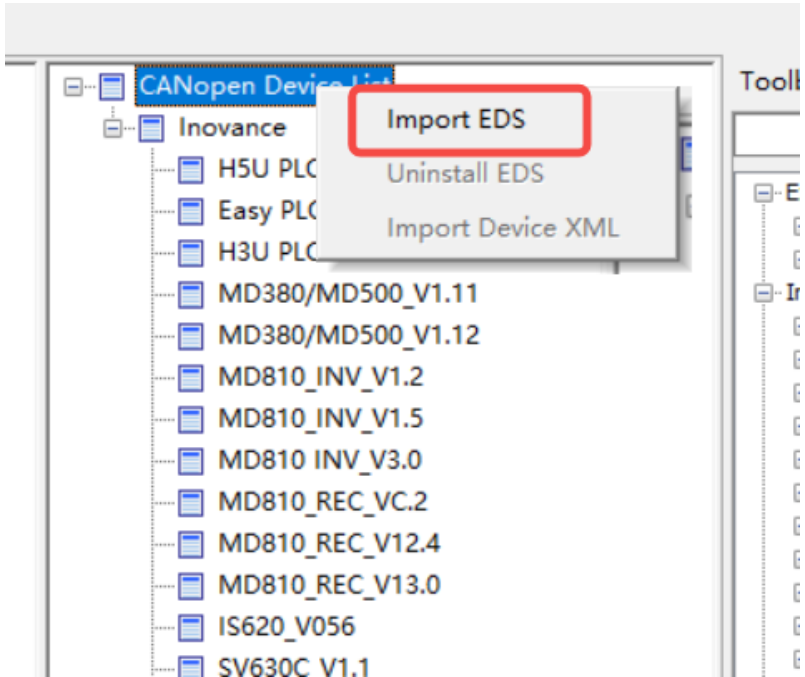 CANopen Device List
Import EDS
Uninstall EDS
Import Device XML
Inovance
H5U PLC
Easy PLC
H3U PLC
MD380/MD500_V1.11
MD380/MD500_V1.12
MD810_INV_V1.2
MD810_INV_V1.5
MD810 INV_V3.0
MD810_REC_VC.2
MD810_REC_V12.4
MD810_REC_V13.0
IS620_V056
SV630C V1.1
Toolb
E
In